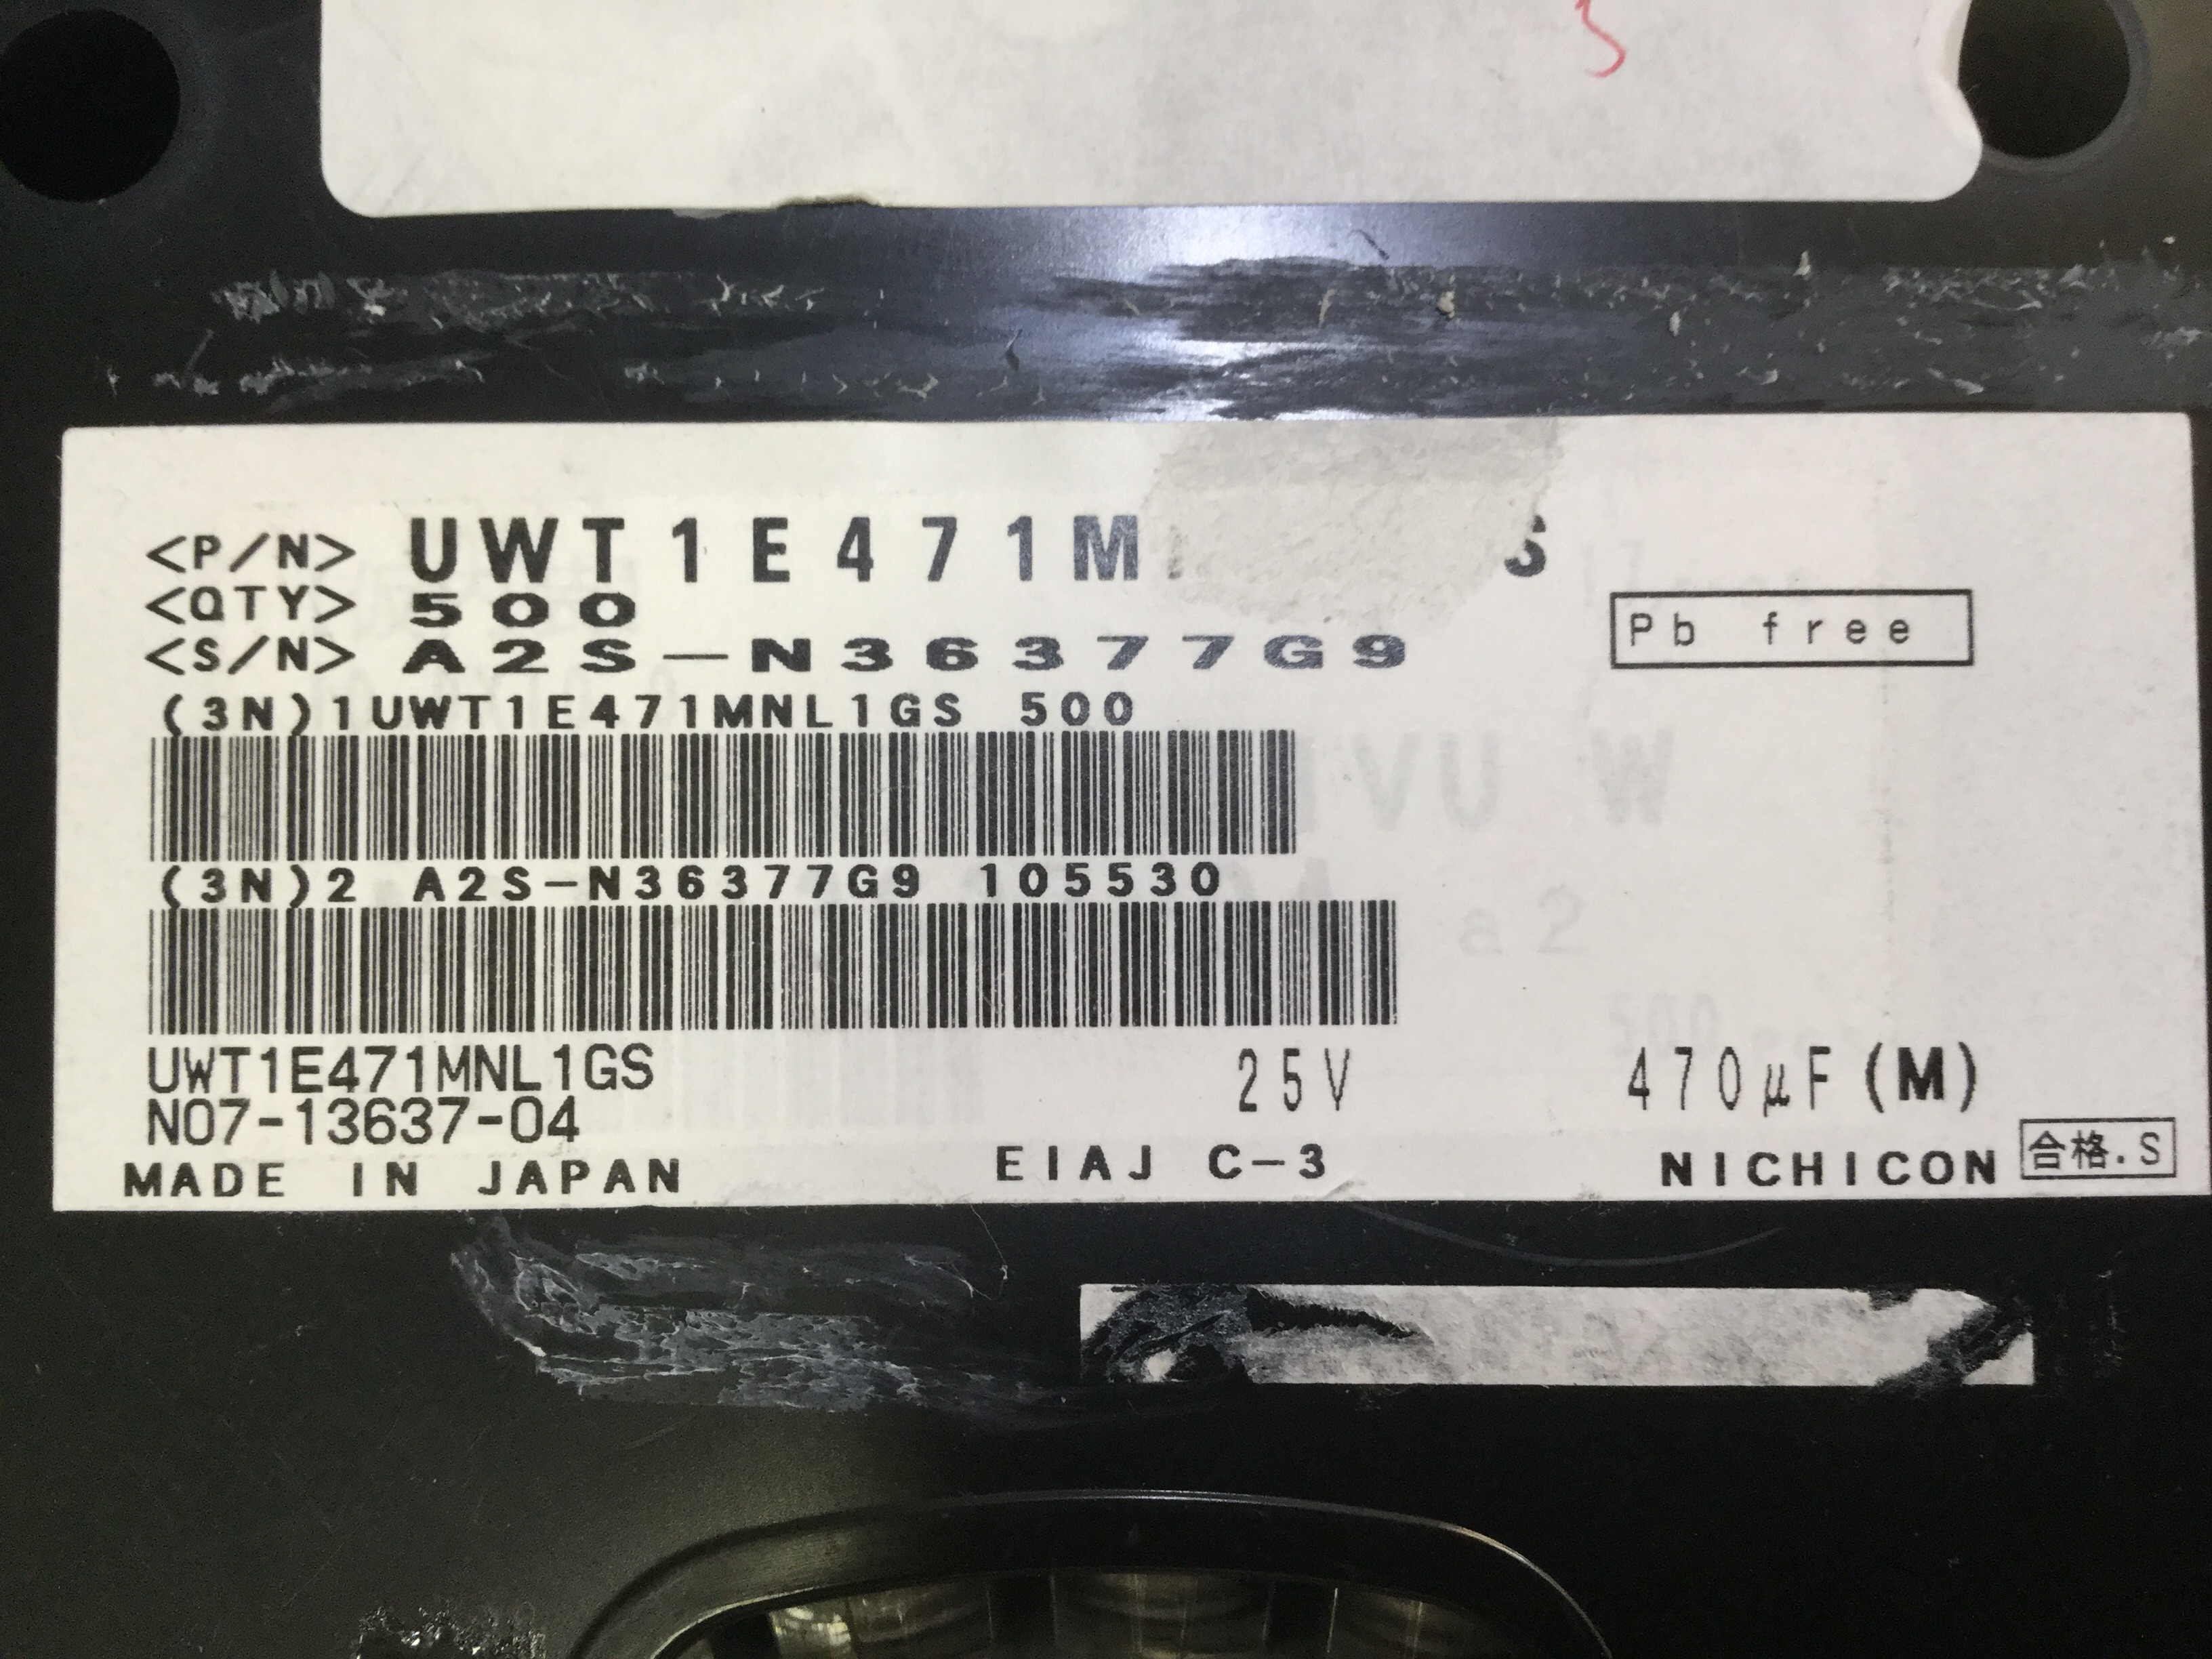 <P/N> UWT1E471M S
<QTY> 500
<S/N> A2S-N36377G9
Pb free
(3N)1UWT1E471MNL1GS 500
(3N)2 A2S-N36377G9 105530
UWT1E471MNL1GS 25V 470μF(M)
N07-13637-04
MADE IN JAPAN EIAJ C-3 NICHICON 合格.S